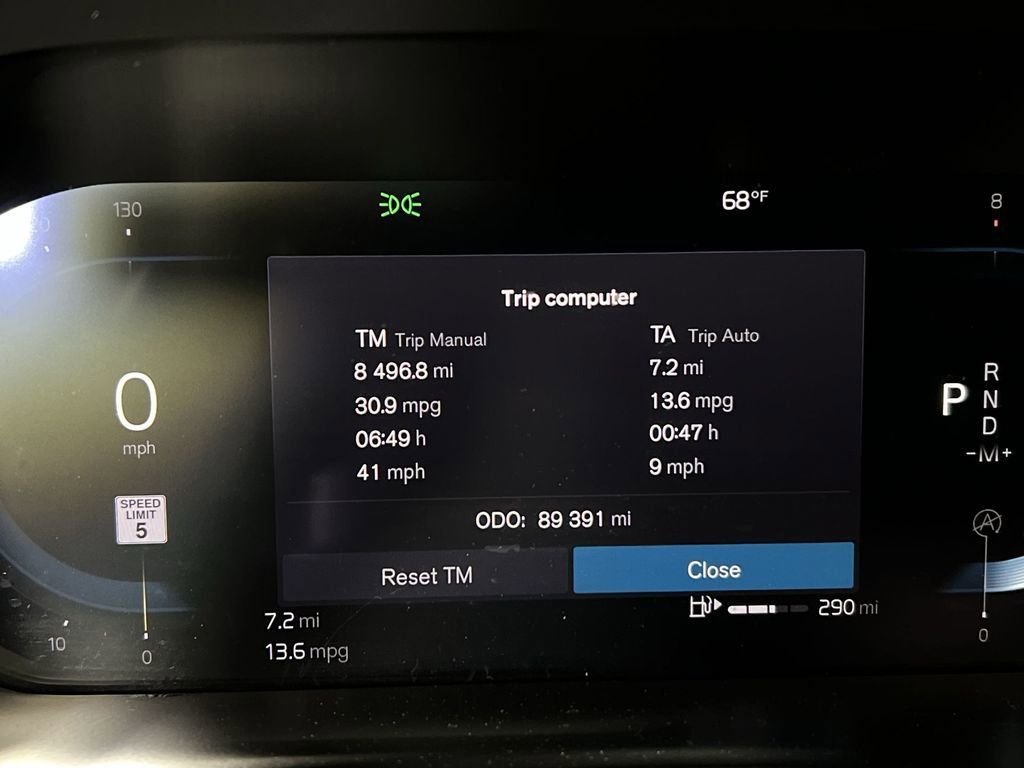 130
68°F
8
Trip computer
TM Trip Manual
8 496.8 mi
30.9 mpg
06:49 h
41 mph
TA Trip Auto
7.2 mi
13.6 mpg
00:47 h
9 mph
ODO: 89 391 mi
Reset TM
Close
0
mph
SPEED
LIMIT
5
10
0
7.2 mi
13.6 mpg
290 mi
P
R
N
D
-M+
A
0